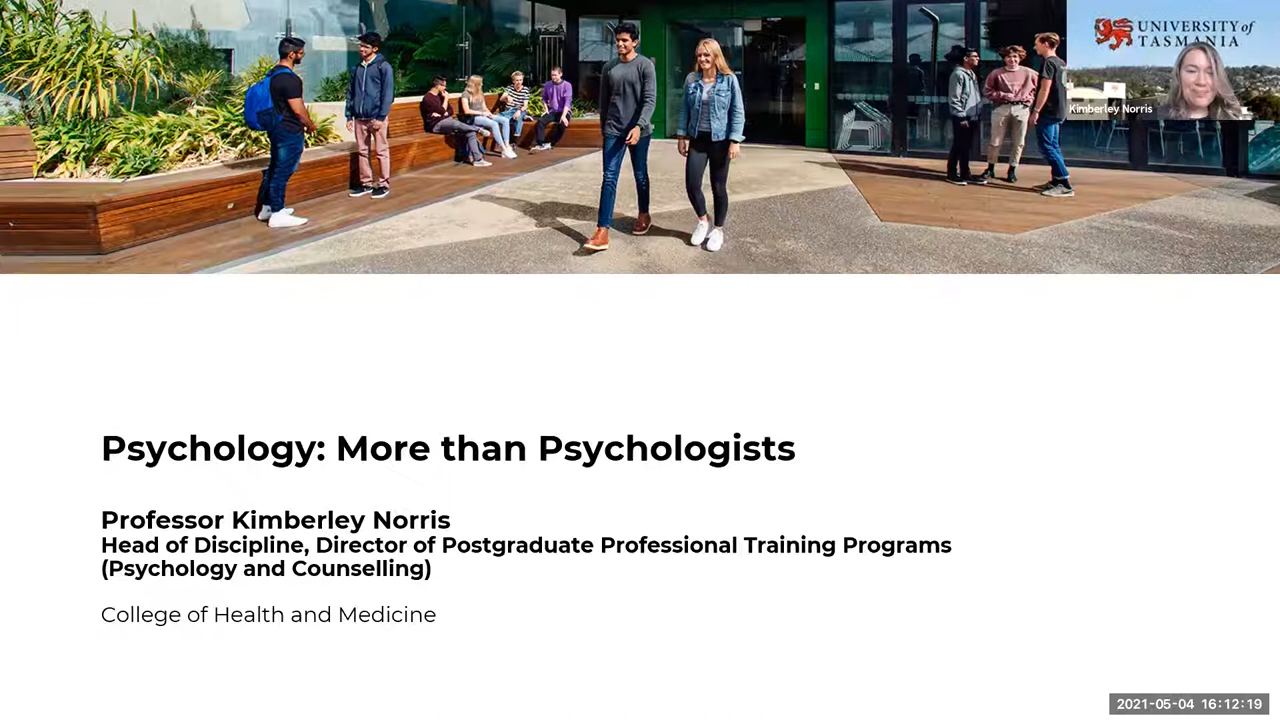 UNIVERSITY of
TASMANIA
Kimberley Norris
Psychology: More than Psychologists
Professor Kimberley Norris
Head of Discipline, Director of Postgraduate Professional Training Programs
(Psychology and Counselling)
College of Health and Medicine
2021-05-04 16:12:19